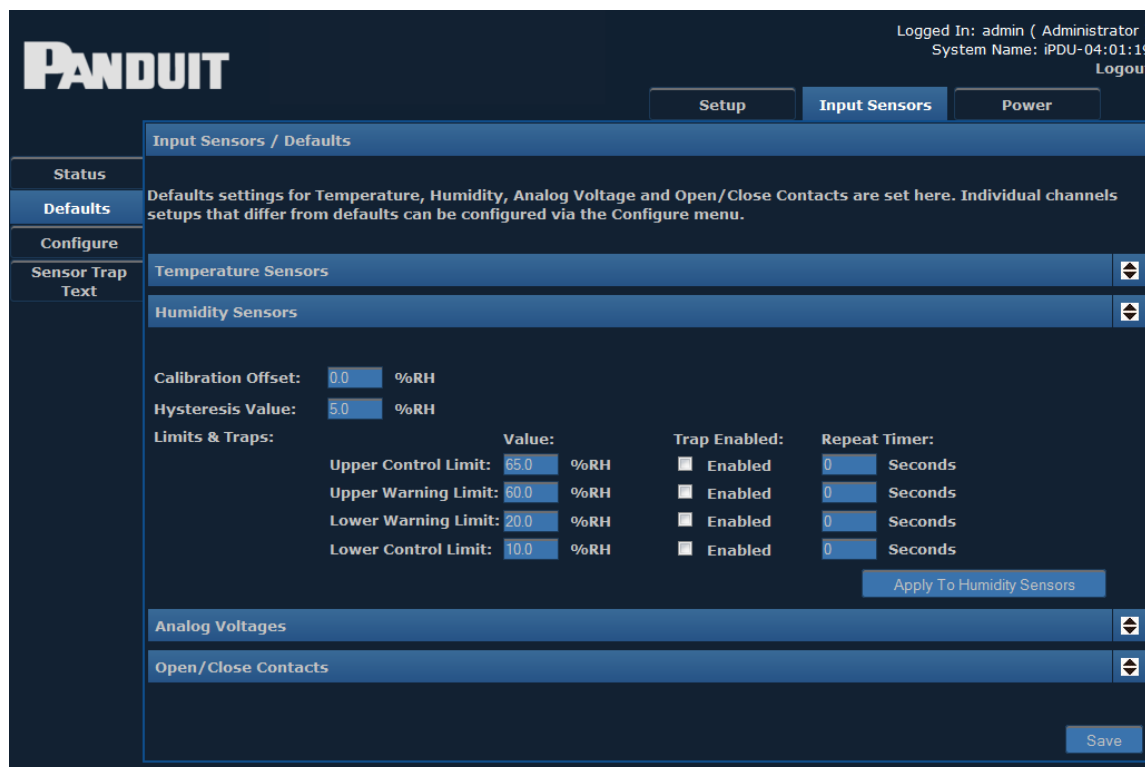 PANDUIT
Logged In: admin ( Administrator
System Name: iPDU-04:01:19
Logout
Setup
Input Sensors
Power
Input Sensors / Defaults
Status
Defaults
Configure
Sensor Trap
Text
Defaults settings for Temperature, Humidity, Analog Voltage and Open/Close Contacts are set here. Individual channels
setups that differ from defaults can be configured via the Configure menu.
Temperature Sensors
Humidity Sensors
Calibration Offset: 0.0 %RH
Hysteresis Value: 5.0 %RH
Limits & Traps: Value: Trap Enabled: Repeat Timer:
Upper Control Limit: 65.0 %RH Enabled 0 Seconds
Upper Warning Limit: 60.0 %RH Enabled 0 Seconds
Lower Warning Limit: 20.0 %RH Enabled 0 Seconds
Lower Control Limit: 10.0 %RH Enabled 0 Seconds
Apply To Humidity Sensors
Analog Voltages
Open/Close Contacts
Save